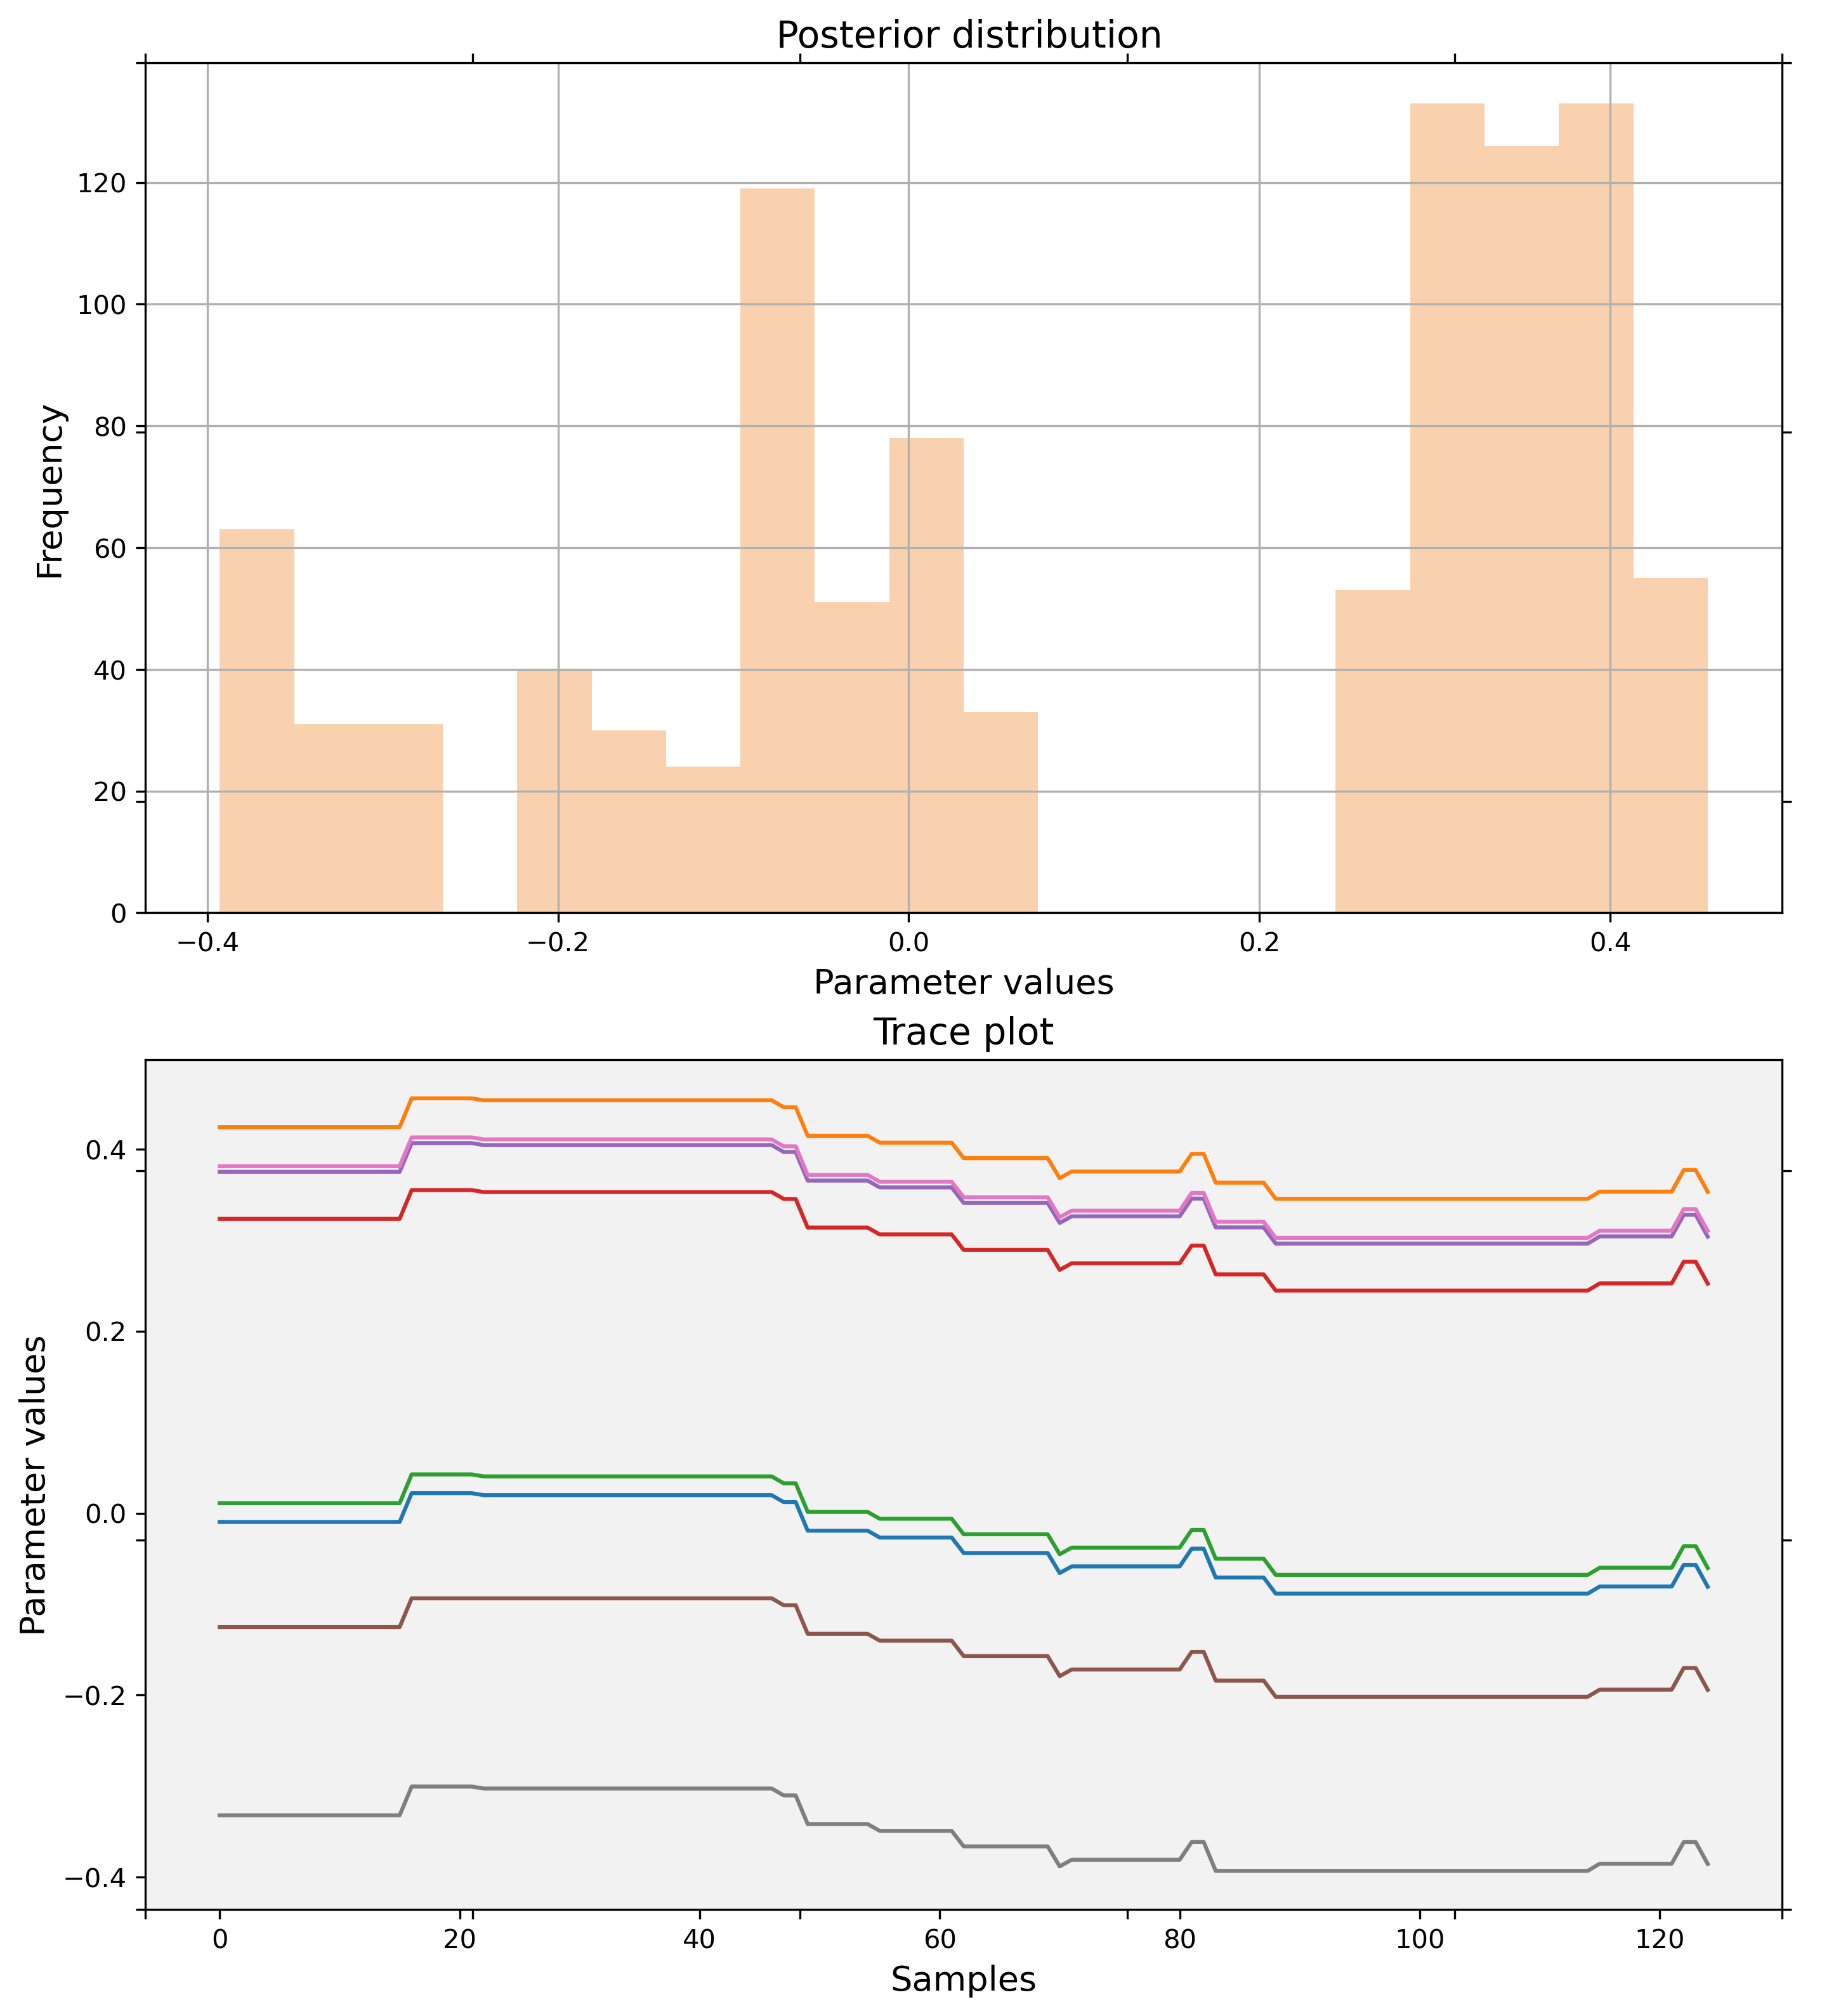 Posterior distribution
120
100
80
60
40
20
0
Frequency
−0.4 −0.2 0.0 0.2 0.4
Parameter values
Trace plot
0.4
0.2
0.0
−0.2
−0.4
Parameter values
0 20 40 60 80 100 120
Samples